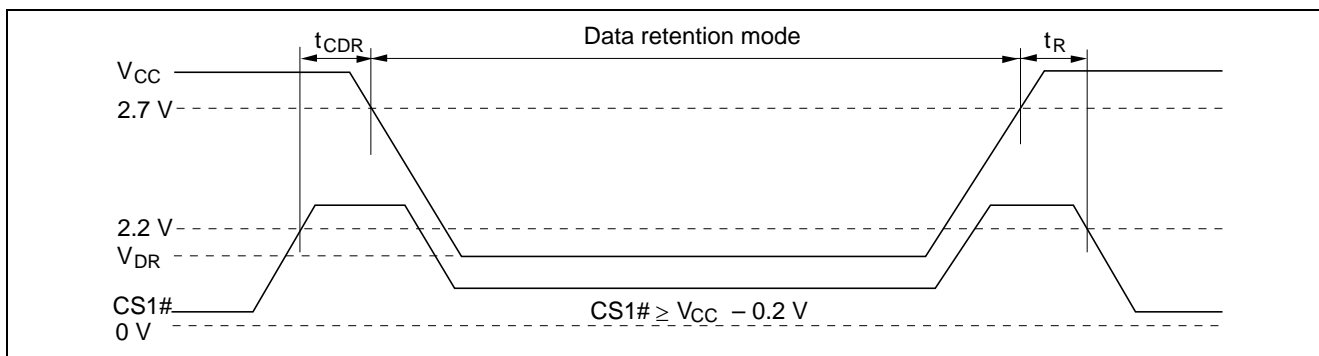 tCDR
Data retention mode
tR
VCC
2.7 V
2.2 V
VDR
CS1#
CS1# ≥ VCC – 0.2 V
0 V